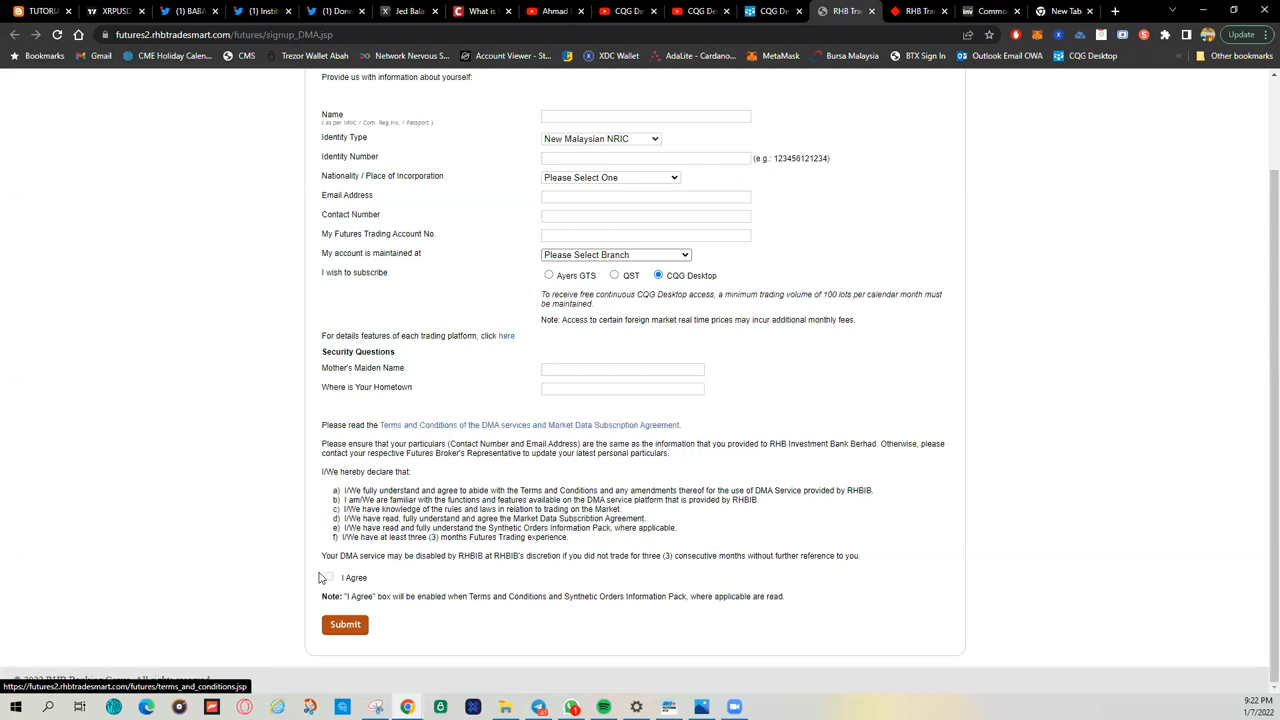 TUTORIA
XRPUSD
(1) BABA
(1) Instit
(1) Done
Jed Bala
What is
Ahmad
CQG De
CQG De
CQG De
RHB Tra
RHB Tra
Commo
New Tab
futures2.rhbtradesmart.com/futures/signup_DMA.jsp
Update
Bookmarks
Gmail
CME Holiday Calen...
CMS
Trezor Wallet Beta
Network Nervous S...
Account Viewer - St...
XDC Wallet
AdaLite - Cardano...
MetaMask
Bursa Malaysia
BTX Sign In
Outlook Email OWA
CQG Desktop
Other bookmarks
Provide us with information about yourself:
Name
( as per NRIC / Com. Reg.No. / Passport )
Identity Type
New Malaysian NRIC
Identity Number
(e.g.: 123456121234)
Nationality / Place of Incorporation
Please Select One
Email Address
Contact Number
My Futures Trading Account No.
My account is maintained at
Please Select Branch
I wish to subscribe
Ayers GTS
QST
CQG Desktop
To receive free continuous CQG Desktop access, a minimum trading volume of 100 lots per calendar month must
be maintained.
Note: Access to certain foreign market real time prices may incur additional monthly fees.
For details features of each trading platform, click here
Security Questions
Mother's Maiden Name
Where is Your Hometown
Please read the Terms and Conditions of the DMA services and Market Data Subscription Agreement.
Please ensure that your particulars (Contact Number and Email Address) are the same as the information that you provided to RHB Investment Bank Berhad. Otherwise, please
contact your respective Futures Broker's Representative to update your latest personal particulars.
I/We hereby declare that:
a) I/We fully understand and agree to abide with the Terms and Conditions and any amendments thereof for the use of DMA Service provided by RHBIB.
b) I am/We are familiar with the functions and features available on the DMA service platform that is provided by RHBIB.
c) I/We have knowledge of the rules and laws in relation to trading on the Market.
d) I/We have read, fully understand and agree the Market Data Subscribtion Agreement.
e) I/We have read and fully understand the Synthetic Orders Information Pack, where applicable.
f) I/We have at least three (3) months Futures Trading experience.
Your DMA service may be disabled by RHBIB at RHBIB's discretion if you did not trade for three (3) consecutive months without further reference to you.
I Agree
Note: "I Agree" box will be enabled when Terms and Conditions and Synthetic Orders Information Pack, where applicable are read.
Submit
https://futures2.rhbtradesmart.com/futures/terms_and_conditions.jsp
9:22 PM
1/7/2022